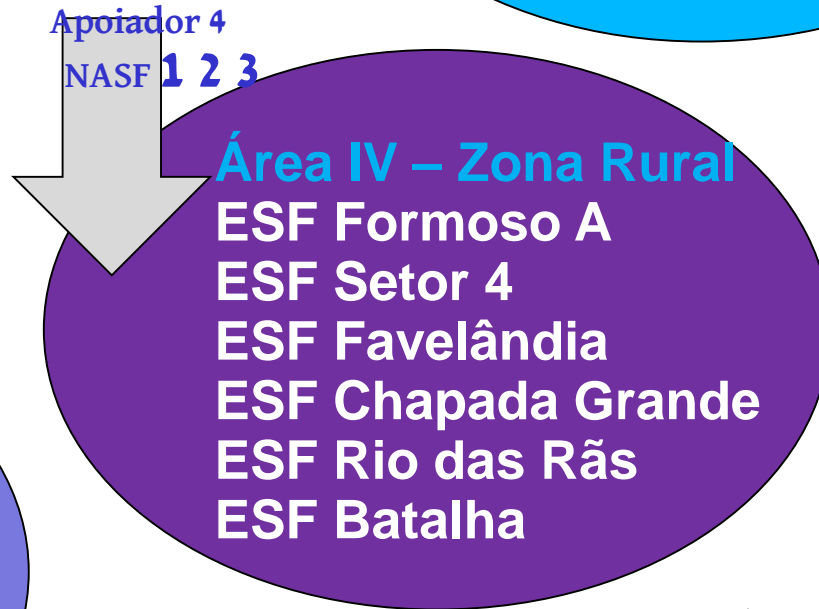 Apoiador 4
NASF 1 2 3
Área IV – Zona Rural
ESF Formoso A
ESF Setor 4
ESF Favelândia
ESF Chapada Grande
ESF Rio das Rãs
ESF Batalha